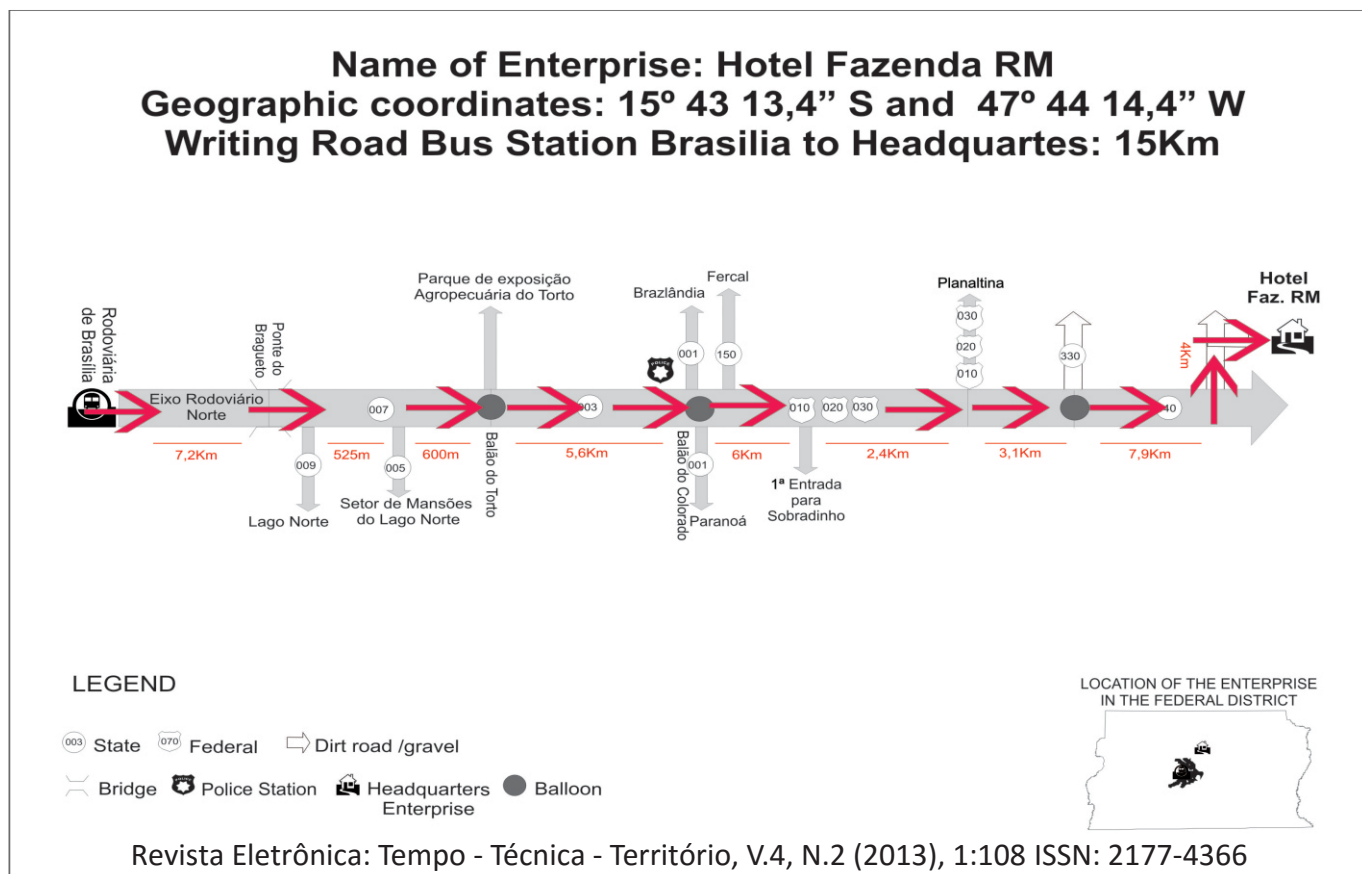 Name of Enterprise: Hotel Fazenda RM
Geographic coordinates: 15º 43 13,4” S and 47º 44 14,4” W
Writing Road Bus Station Brasilia to Headquartes: 15Km
Parque de exposição
Agropecuária do Torto
Brazlândia
Fercal
Planaltina
Hotel
Faz. RM
Rodoviária
de Brasília
Ponte do
Bragueto
030
020
010
001
150
330
4Km
POLICE
Eixo Rodoviário
Norte
007
003
010
020
030
40
7,2Km
525m
600m
5,6Km
6Km
2,4Km
3,1Km
7,9Km
009
005
001
Balão do Torto
Balão do Colorado
Lago Norte
Setor de Mansões
do Lago Norte
Paranoá
1ª Entrada
para
Sobradinho
LEGEND
003 State 070 Federal Dirt road /gravel
Bridge Police Station Headquarters
Enterprise
Balloon
LOCATION OF THE ENTERPRISE
IN THE FEDERAL DISTRICT
Revista Eletrônica: Tempo - Técnica - Território, V.4, N.2 (2013), 1:108 ISSN: 2177-4366